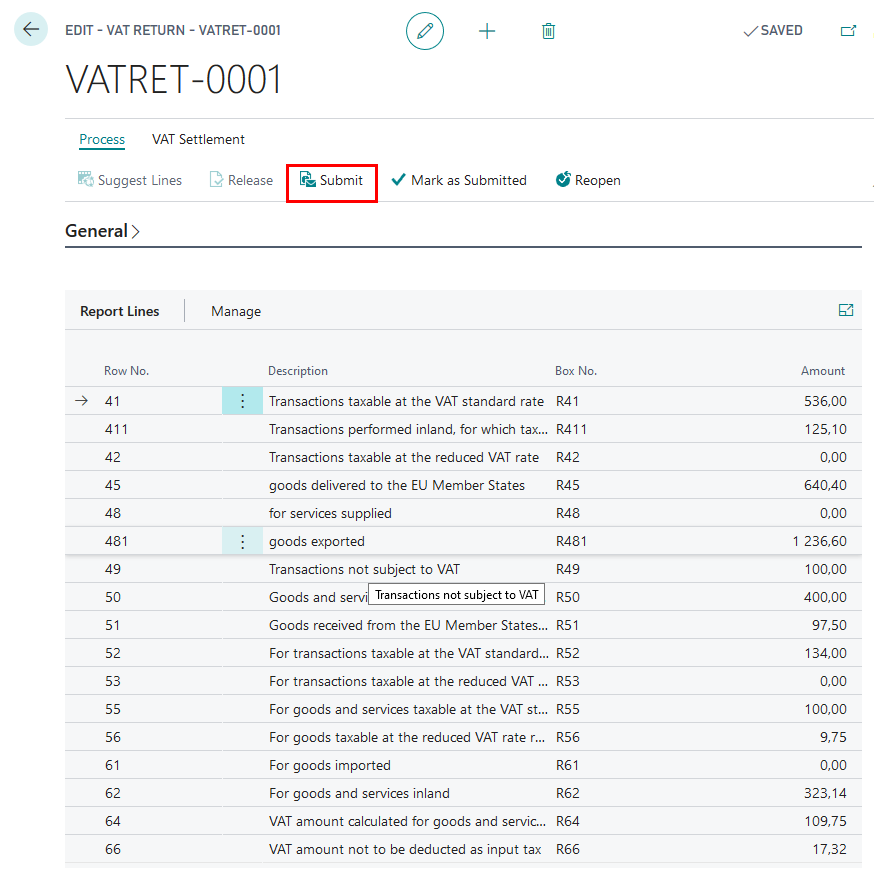 EDIT - VAT RETURN - VATRET-0001
SAVED
VATRET-0001
Process VAT Settlement
Suggest Lines Release Submit Mark as Submitted Reopen
General
Report Lines Manage
Row No. Description Box No. Amount
41 Transactions taxable at the VAT standard rate R41 536,00
411 Transactions performed inland, for which tax... R411 125,10
42 Transactions taxable at the reduced VAT rate R42 0,00
45 goods delivered to the EU Member States R45 640,40
48 for services supplied R48 0,00
481 goods exported R481 1 236,60
49 Transactions not subject to VAT R49 100,00
50 Goods and servi R50 400,00
Transactions not subject to VAT
51 Goods received from the EU Member States... R51 97,50
52 For transactions taxable at the VAT standard... R52 134,00
53 For transactions taxable at the reduced VAT ... R53 0,00
55 For goods and services taxable at the VAT st... R55 100,00
56 For goods taxable at the reduced VAT rate r... R56 9,75
61 For goods imported R61 0,00
62 For goods and services inland R62 323,14
64 VAT amount calculated for goods and servic... R64 109,75
66 VAT amount not to be deducted as input tax R66 17,32